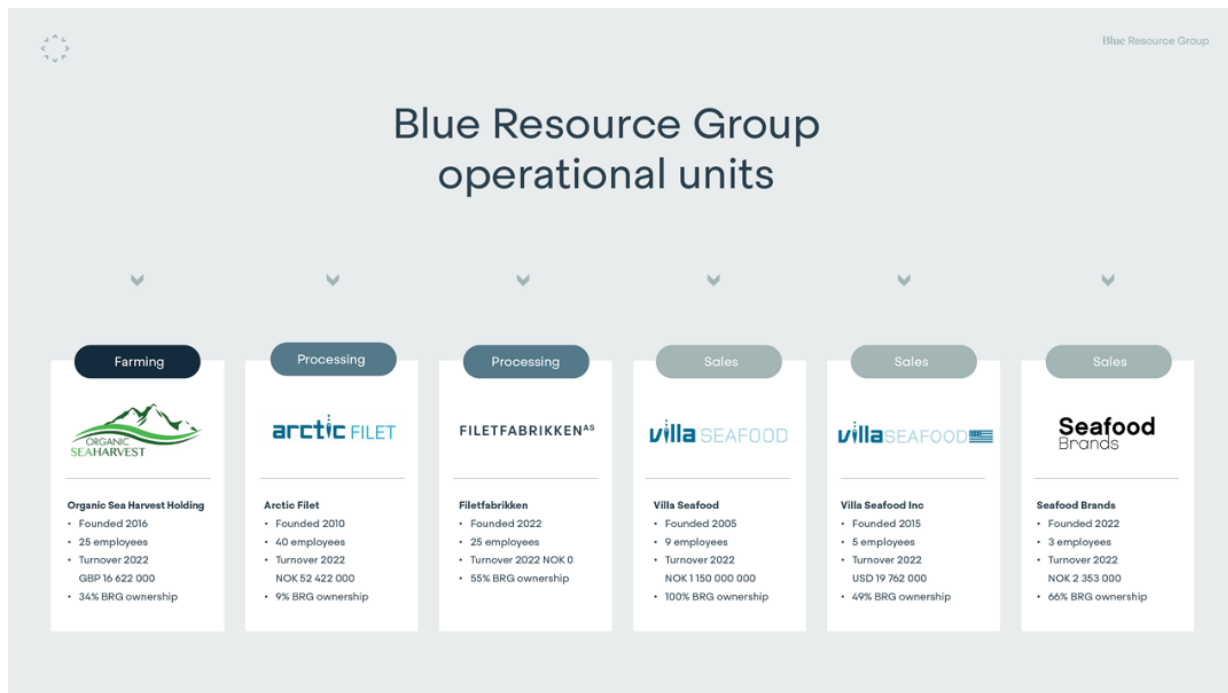 Blue Resource Group
Blue Resource Group
operational units
Farming
ORGANIC
SEAHARVEST
Organic Sea Harvest Holding
• Founded 2016
• 25 employees
• Turnover 2022
GBP 16 622 000
• 34% BRG ownership
Processing
arctic FILET
Arctic Filet
• Founded 2010
• 40 employees
• Turnover 2022
NOK 52 422 000
• 9% BRG ownership
Processing
FILETFABRIKKEN AS
Filetfabrikken
• Founded 2022
• 25 employees
• Turnover 2022 NOK 0
• 55% BRG ownership
Sales
villa SEAFOOD
Villa Seafood
• Founded 2005
• 9 employees
• Turnover 2022
NOK 1 150 000 000
• 100% BRG ownership
Sales
villa SEAFOOD
Villa Seafood Inc
• Founded 2015
• 5 employees
• Turnover 2022
USD 19 762 000
• 49% BRG ownership
Sales
Seafood
Brands
Seafood Brands
• Founded 2022
• 3 employees
• Turnover 2022
NOK 2 353 000
• 66% BRG ownership